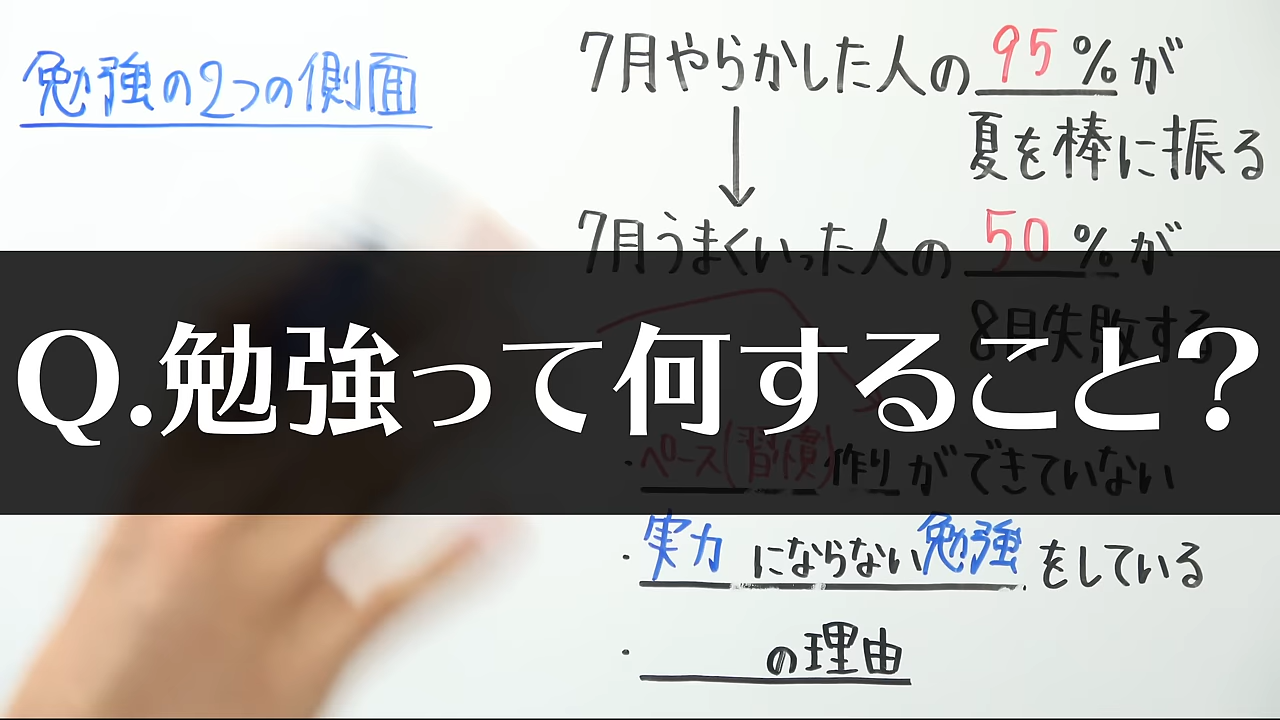 勉強の2つの側面
7月やらかした人の95%が
夏を棒に振る
7月うまくいった人の50%が
8月失敗する
Q.勉強って何すること?
・ペース(習慣)作りができていない
・実力にならない勉強をしている
・の理由